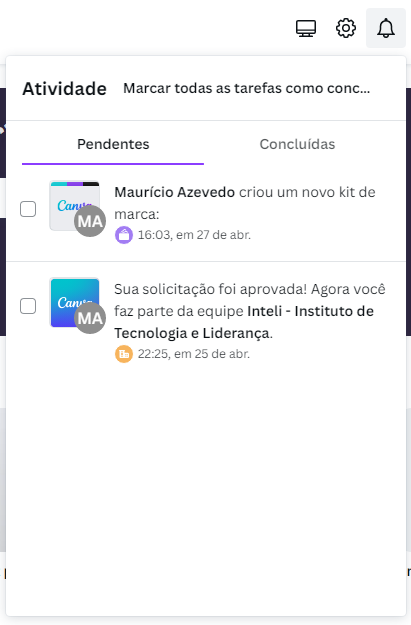 Atividade Marcar todas as tarefas como conc...
Pendentes Concluídas
Canva
MA
Maurício Azevedo criou um novo kit de
marca:
16:03, em 27 de abr.
Canva
MA
Sua solicitação foi aprovada! Agora você
faz parte da equipe Inteli - Instituto de
Tecnologia e Liderança.
22:25, em 25 de abr.